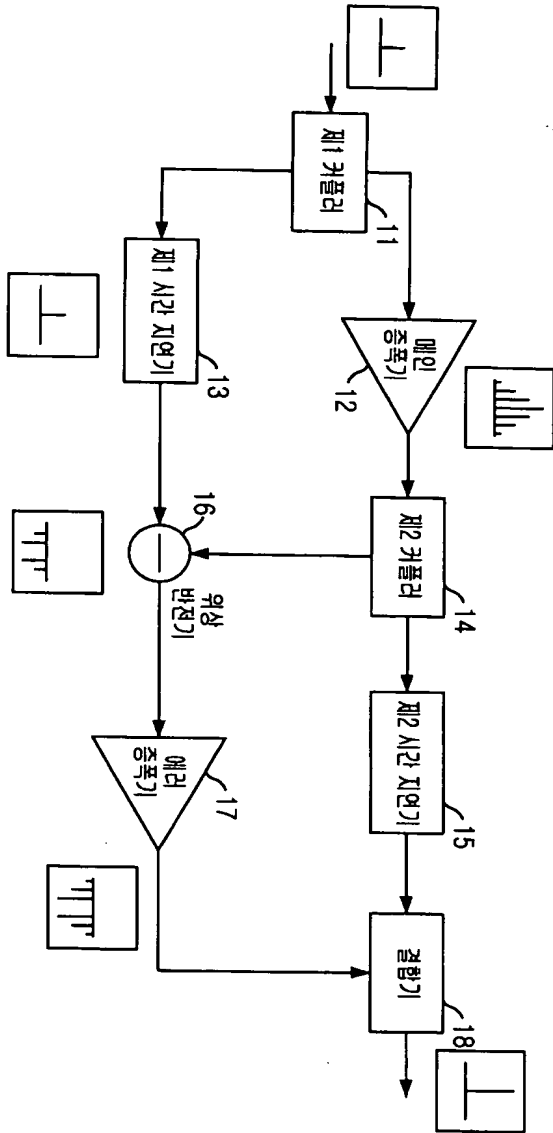 제1 커플러
11
메인
증폭기
12
제2 커플러
14
제2 시간 지연기
15
결합기
18
제1 시간 지연기
13
16
위상
반전기
에러
증폭기
17